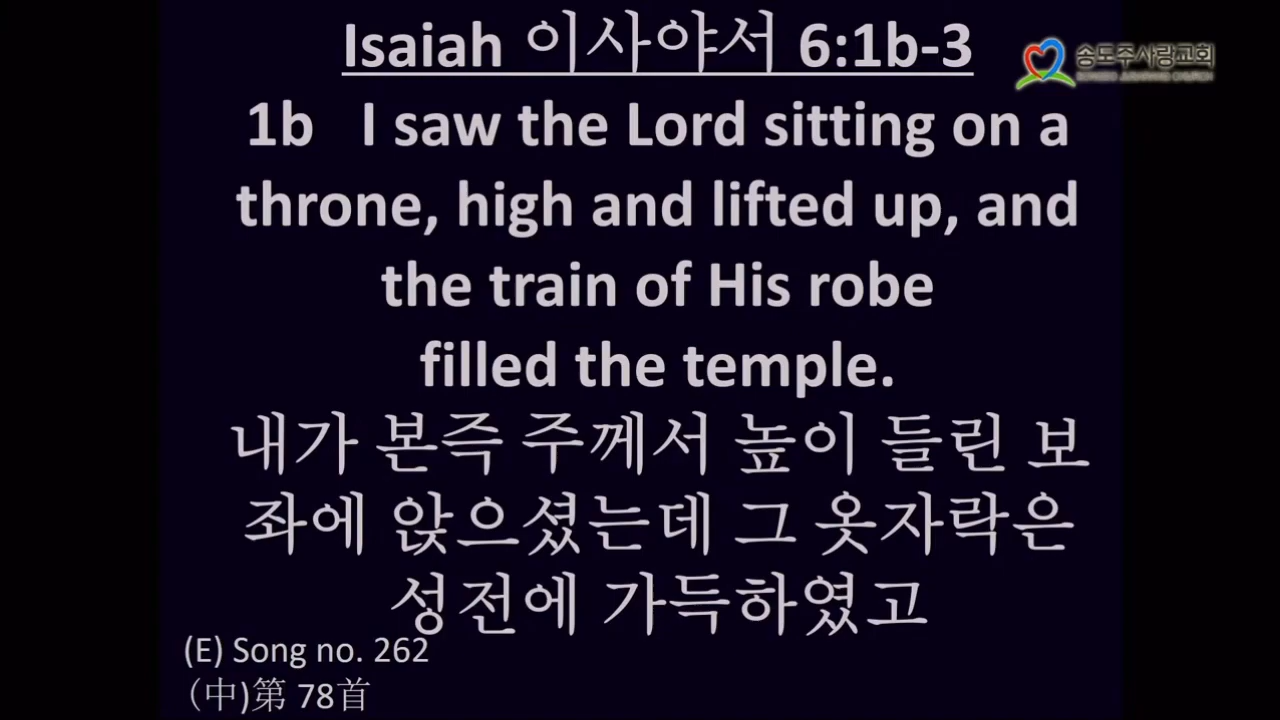 Isaiah 이사야서 6:1b-3
송도주사랑교회
1b I saw the Lord sitting on a
throne, high and lifted up, and
the train of His robe
filled the temple.
내가 본즉 주께서 높이 들린 보
좌에 앉으셨는데 그 옷자락은
성전에 가득하였고
(E) Song no. 262
(中)第 78首